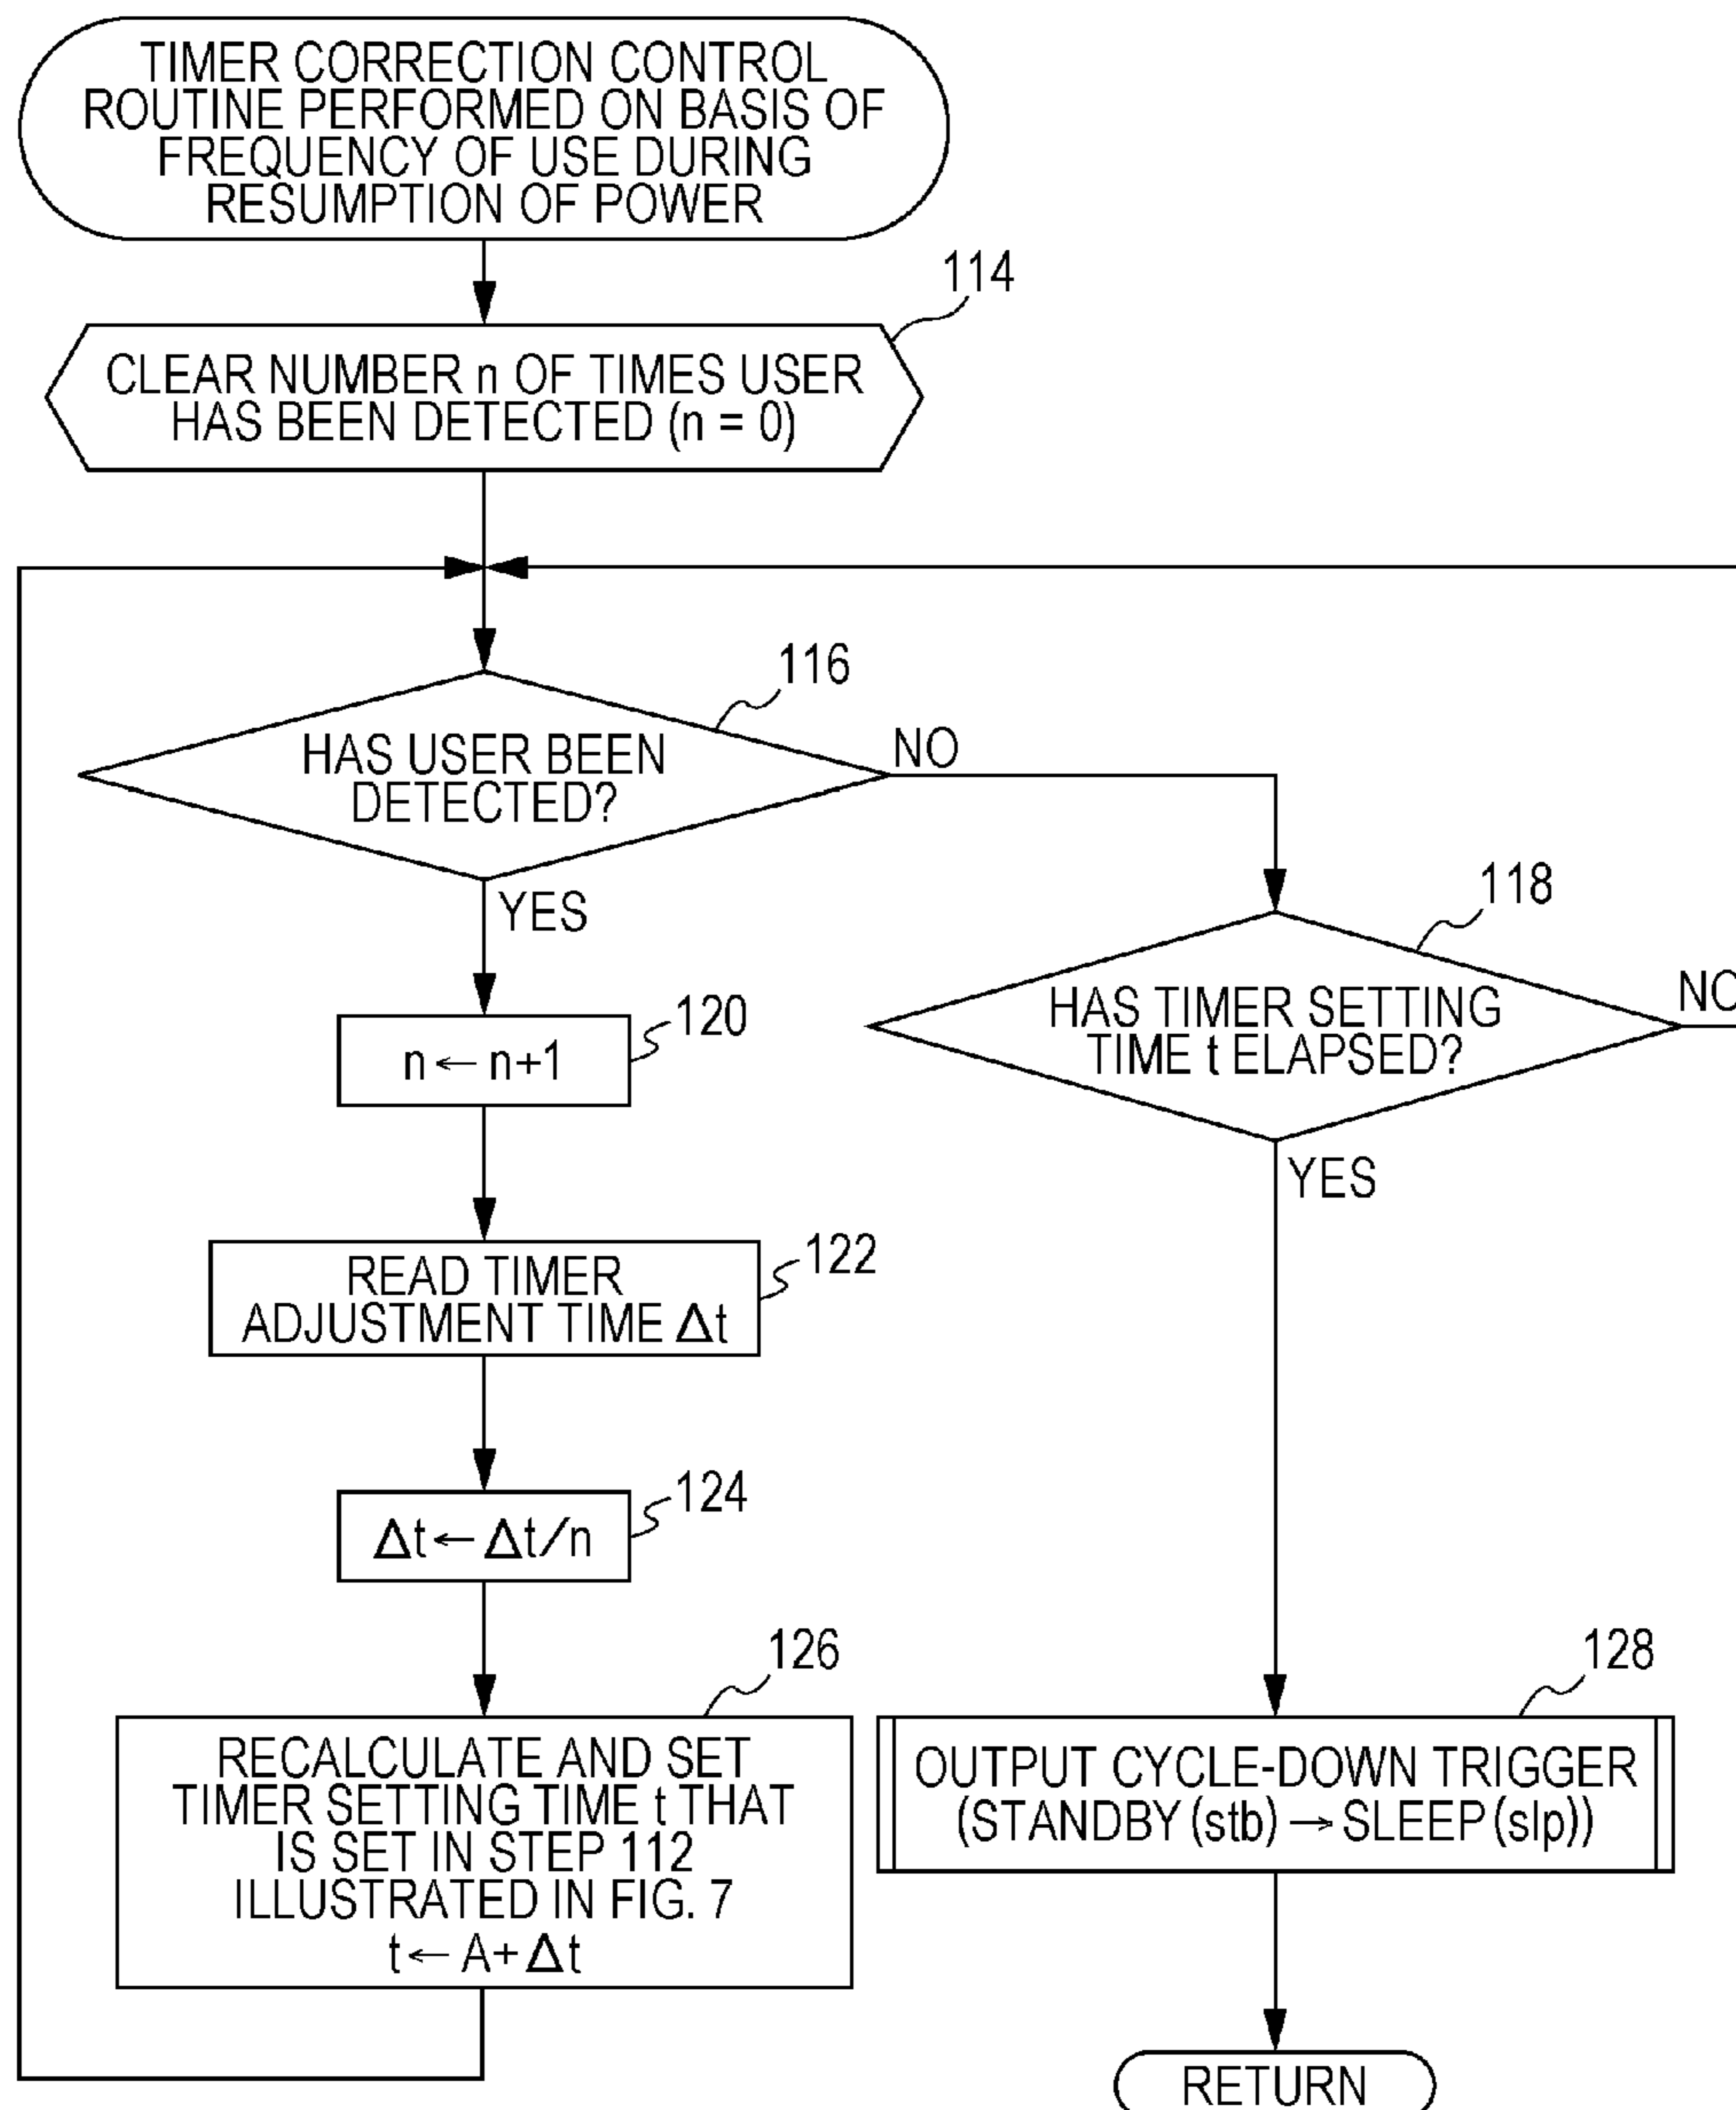 TIMER CORRECTION CONTROL
ROUTINE PERFORMED ON BASIS OF
FREQUENCY OF USE DURING
RESUMPTION OF POWER
114
CLEAR NUMBER n OF TIMES USER
HAS BEEN DETECTED (n = 0)
116
HAS USER BEEN
DETECTED?
NO
YES
118
HAS TIMER SETTING
TIME t ELAPSED?
NO
YES
120
n ← n+1
122
READ TIMER
ADJUSTMENT TIME Δt
124
Δt ← Δt/n
126
RECALCULATE AND SET
TIMER SETTING TIME t THAT
IS SET IN STEP 112
ILLUSTRATED IN FIG. 7
t ← A+Δt
128
OUTPUT CYCLE-DOWN TRIGGER
(STANDBY (stb) → SLEEP (slp))
RETURN